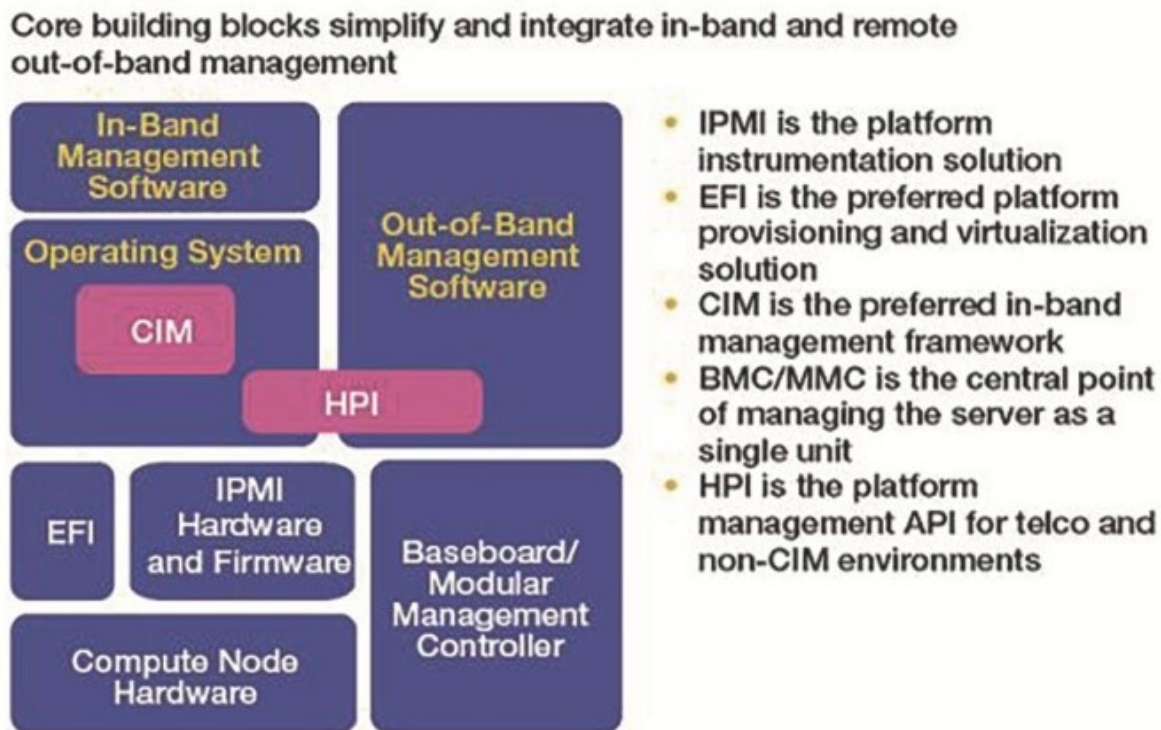 Core building blocks simplify and integrate in-band and remote
out-of-band management
In-Band
Management
Software
Operating System
CIM
Out-of-Band
Management
Software
HPI
EFI
IPMI
Hardware
and Firmware
Baseboard/
Modular
Management
Controller
Compute Node
Hardware
• IPMI is the platform
instrumentation solution
• EFI is the preferred platform
provisioning and virtualization
solution
• CIM is the preferred in-band
management framework
• BMC/MMC is the central point
of managing the server as a
single unit
• HPI is the platform
management API for telco and
non-CIM environments